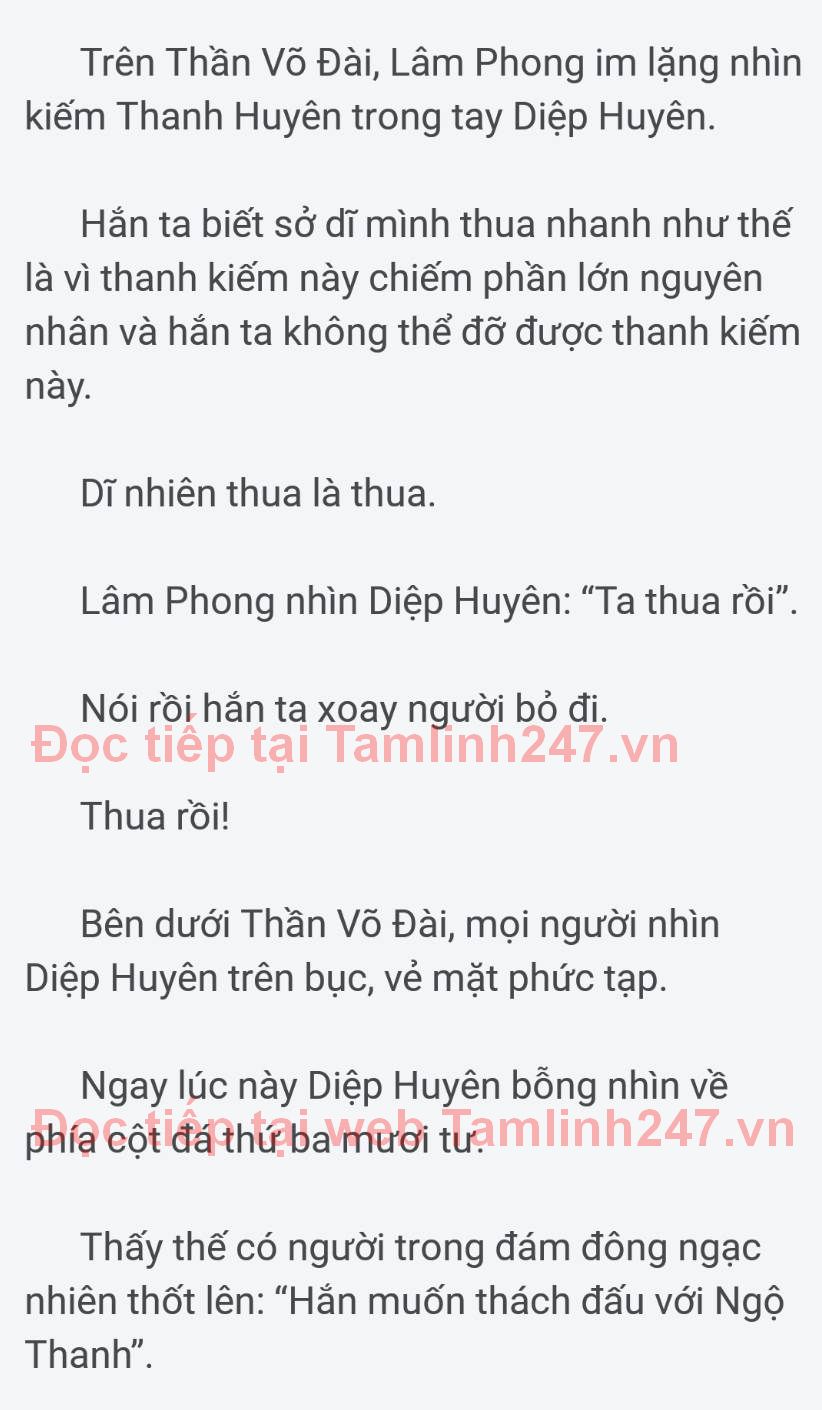 Trên Thần Võ Đài, Lâm Phong im lặng nhìn
kiếm Thanh Huyên trong tay Diệp Huyên.
Hắn ta biết sở dĩ mình thua nhanh như thế
là vì thanh kiếm này chiếm phần lớn nguyên
nhân và hắn ta không thể đỡ được thanh kiếm
này.
Dĩ nhiên thua là thua.
Lâm Phong nhìn Diệp Huyên: “Ta thua rồi”.
Nói rồi hắn ta xoay người bỏ đi.
Đọc tiếp tại Tamlinh247.vn
Thua rồi!
Bên dưới Thần Võ Đài, mọi người nhìn
Diệp Huyên trên bục, vẻ mặt phức tạp.
Ngay lúc này Diệp Huyên bỗng nhìn về
Đọc tiếp tại web Tamlinh247.vn
phía cột đá thứ ba mươi tư.
Thấy thế có người trong đám đông ngạc
nhiên thốt lên: “Hắn muốn thách đấu với Ngộ
Thanh”.